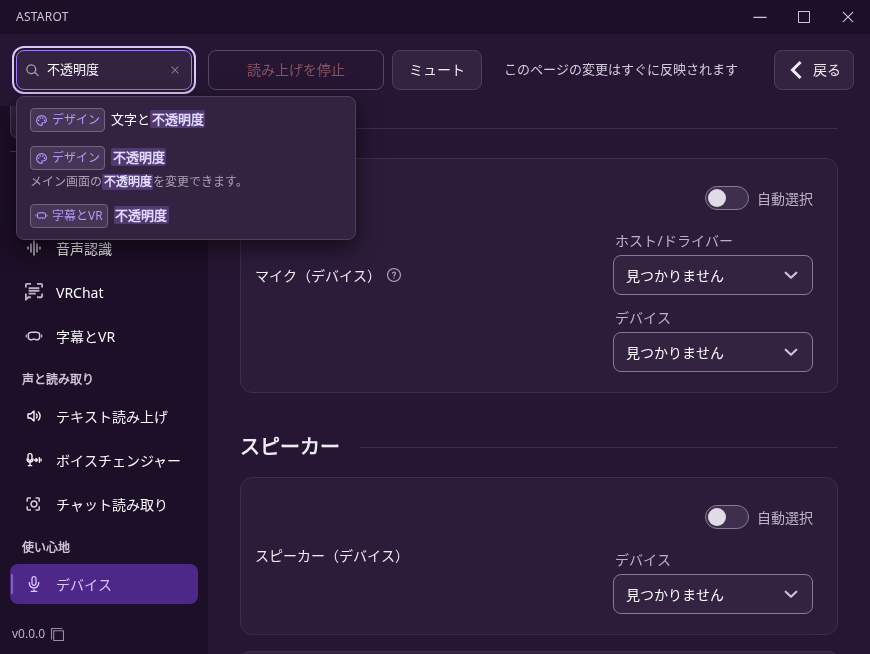 ASTAROT
不透明度
読み上げを停止
ミュート
このページの変更はすぐに反映されます
戻る
デザイン 文字と不透明度
デザイン 不透明度
メイン画面の不透明度を変更できます。
字幕とVR 不透明度
音声認識
VRChat
字幕とVR
声と読み取り
テキスト読み上げ
ボイスチェンジャー
チャット読み取り
使い心地
デバイス
v0.0.0
自動選択
マイク（デバイス）
ホスト/ドライバー
見つかりません
デバイス
見つかりません
スピーカー
自動選択
スピーカー（デバイス）
デバイス
見つかりません